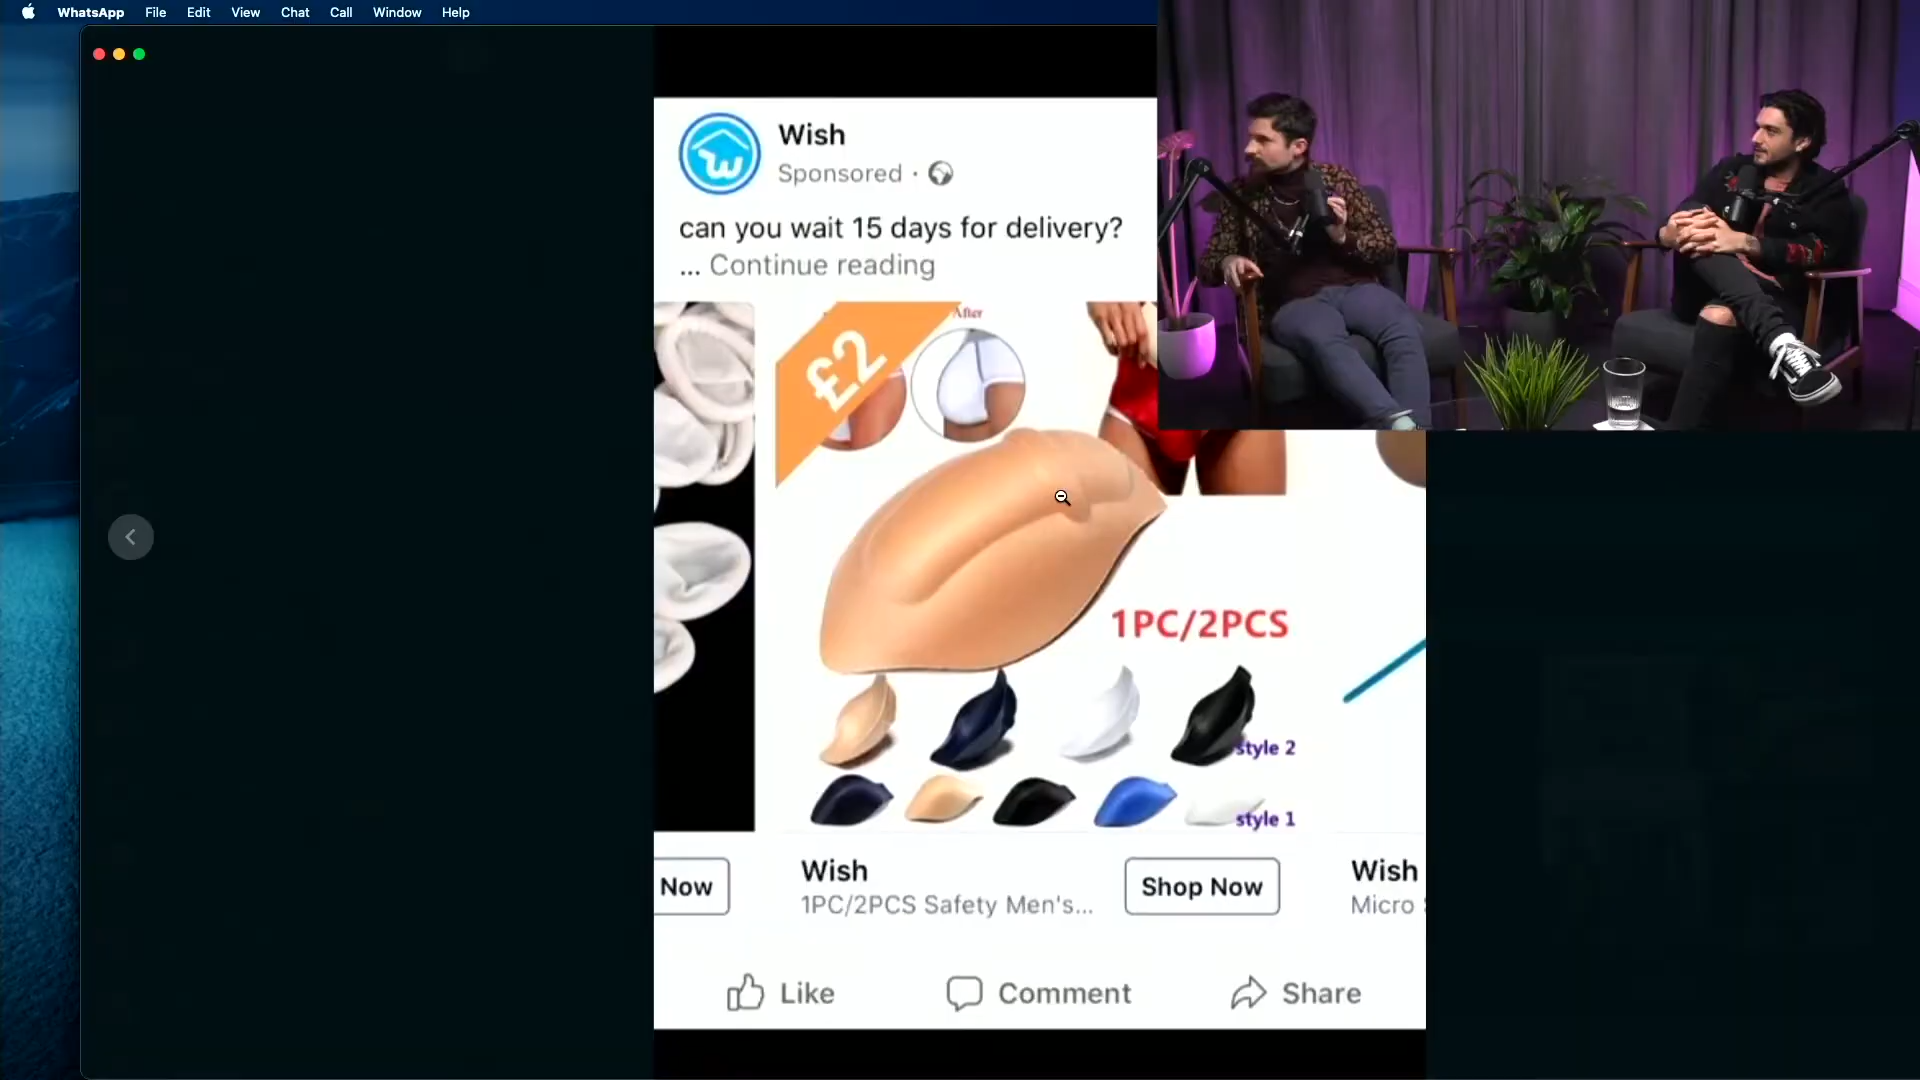 WhatsApp File Edit View Chat Call Window Help
Wish
Sponsored ·
can you wait 15 days for delivery?
... Continue reading
After
£2
1PC/2PCS
style 2
style 1
Now
Wish
1PC/2PCS Safety Men's...
Shop Now
Wish
Micro
Like
Comment
Share